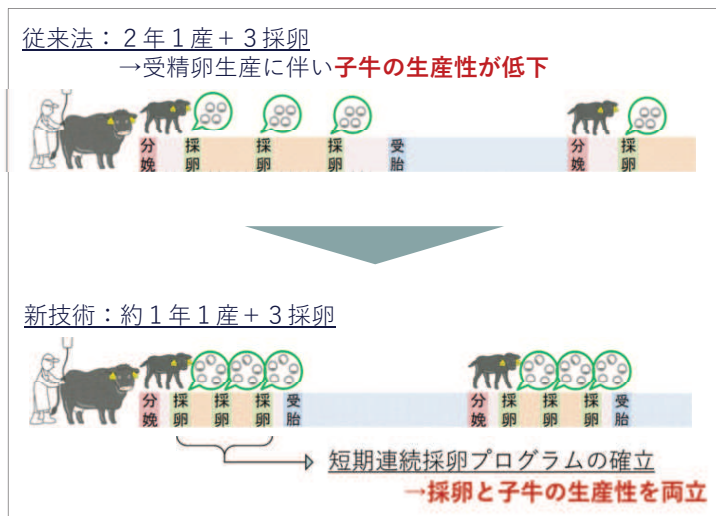 従来法：２年１産＋３採卵
→受精卵生産に伴い子牛の生産性が低下
分娩 採卵 採卵 採卵 受胎 分娩 採卵
新技術：約１年１産＋３採卵
分娩 採卵 採卵 採卵 受胎 分娩 採卵 採卵 採卵 受胎
短期連続採卵プログラムの確立
→採卵と子牛の生産性を両立